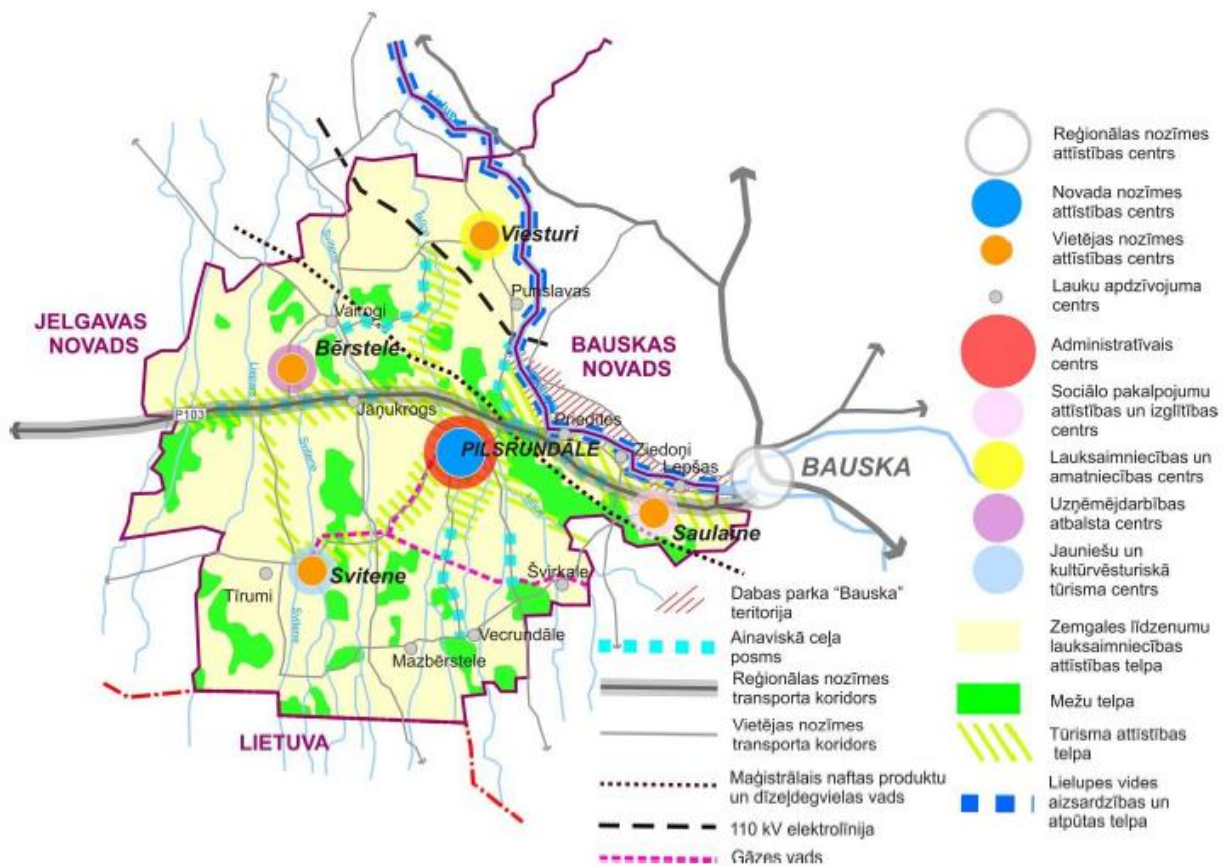 Lielupe
Viesturi
Svitene
Punslavas
Vairogi
JELGAVAS
NOVADS
Bērstele
BAUSKAS
NOVADS
P103
Jaņukrogs
Priedītes
PILSRUNDĀLE
Ziedoņi
Lepšas
BAUSKA
Svitene
Saulaine
Svitene
Tīrumi
Švirkale
Svitene
Vecrundāle
Mazbērstele
LIETUVA
Dabas parka "Bauska"
teritorija
Ainaviskā ceļa
posms
Reģionālas nozīmes
transporta koridors
Vietējas nozīmes
transporta koridors
Maģistrālais naftas produktu
un dīzeļdegvielas vads
110 kV elektrolīnija
Gāzes vads
Reģionālas nozīmes
attīstības centrs
Novada nozīmes
attīstības centrs
Vietējas nozīmes
attīstības centrs
Lauku apdzīvojuma
centrs
Administratīvais
centrs
Sociālo pakalpojumu
attīstības un izglītības
centrs
Lauksaimniecības un
amatniecības centrs
Uzņēmējdarbības
atbalsta centrs
Jauniešu un
kultūrvēsturiskā
tūrisma centrs
Zemgales līdzenumu
lauksaimniecības
attīstības telpa
Mežu telpa
Tūrisma attīstības
telpa
Lielupes vides
aizsardzības un
atpūtas telpa